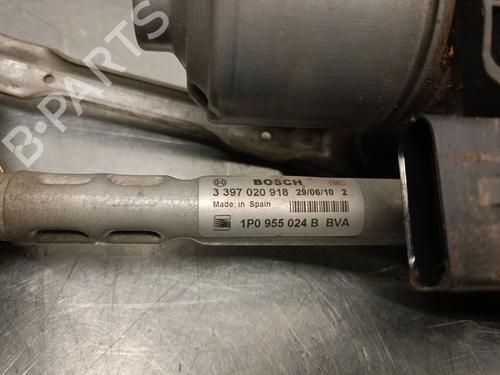 B-PARTS
BOSCH
3 397 020 918 29/06/10 2
Made in Spain
1P0 955 024 B BVA